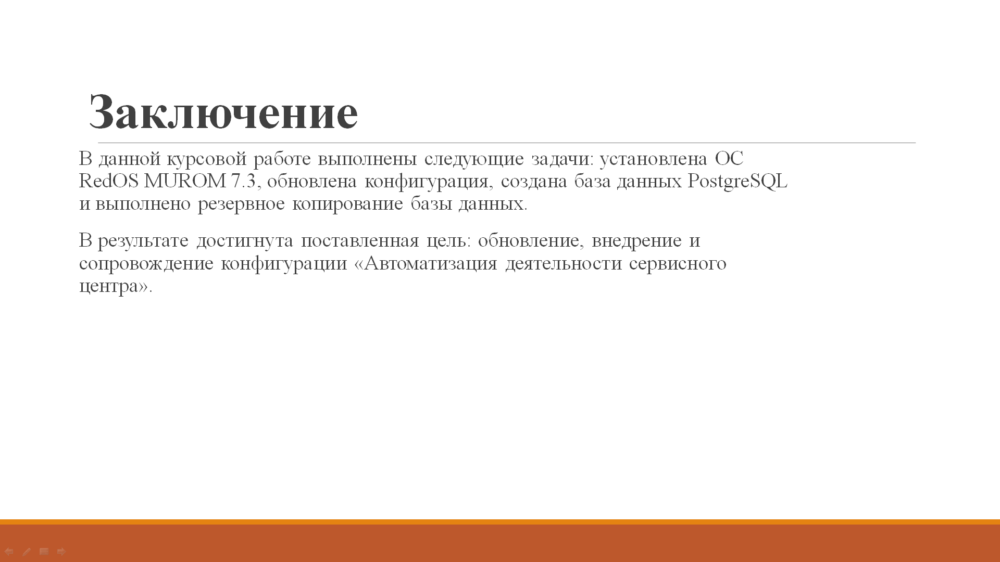 Заключение
В данной курсовой работе выполнены следующие задачи: установлена ОС
RedOS MUROM 7.3, обновлена конфигурация, создана база данных PostgreSQL
и выполнено резервное копирование базы данных.
В результате достигнута поставленная цель: обновление, внедрение и
сопровождение конфигурации «Автоматизация деятельности сервисного
центра».